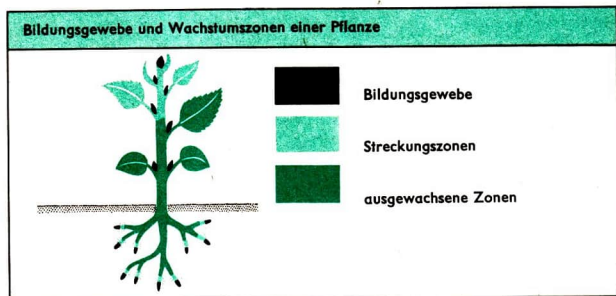 Bildungsgewebe und Wachstumszonen einer Pflanze
Bildungsgewebe
Streckungszonen
ausgewachsene Zonen